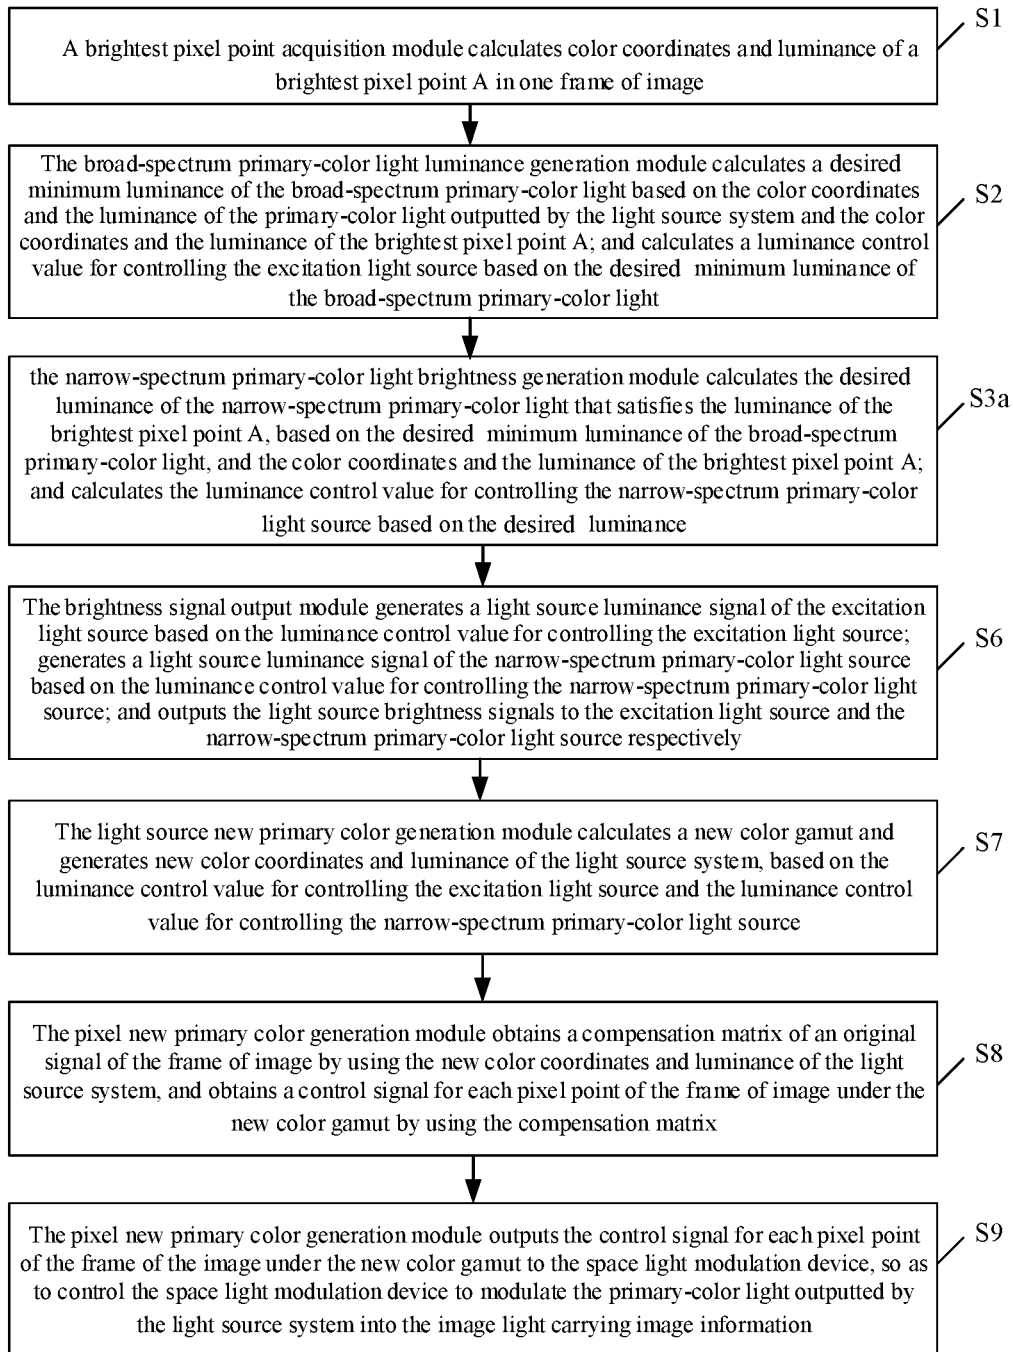 S1
A brightest pixel point acquisition module calculates color coordinates and luminance of a
brightest pixel point A in one frame of image
S2
The broad-spectrum primary-color light luminance generation module calculates a desired
minimum luminance of the broad-spectrum primary-color light based on the color coordinates
and the luminance of the primary-color light outputted by the light source system and the color
coordinates and the luminance of the brightest pixel point A; and calculates a luminance control
value for controlling the excitation light source based on the desired minimum luminance of
the broad-spectrum primary-color light
S3a
the narrow-spectrum primary-color light brightness generation module calculates the desired
luminance of the narrow-spectrum primary-color light that satisfies the luminance of the
brightest pixel point A, based on the desired minimum luminance of the broad-spectrum
primary-color light, and the color coordinates and the luminance of the brightest pixel point A;
and calculates the luminance control value for controlling the narrow-spectrum primary-color
light source based on the desired luminance
S6
The brightness signal output module generates a light source luminance signal of the excitation
light source based on the luminance control value for controlling the excitation light source;
generates a light source luminance signal of the narrow-spectrum primary-color light source
based on the luminance control value for controlling the narrow-spectrum primary-color light
source; and outputs the light source brightness signals to the excitation light source and the
narrow-spectrum primary-color light source respectively
S7
The light source new primary color generation module calculates a new color gamut and
generates new color coordinates and luminance of the light source system, based on the
luminance control value for controlling the excitation light source and the luminance control
value for controlling the narrow-spectrum primary-color light source
S8
The pixel new primary color generation module obtains a compensation matrix of an original
signal of the frame of image by using the new color coordinates and luminance of the light
source system, and obtains a control signal for each pixel point of the frame of image under the
new color gamut by using the compensation matrix
S9
The pixel new primary color generation module outputs the control signal for each pixel point
of the frame of the image under the new color gamut to the space light modulation device, so as
to control the space light modulation device to modulate the primary-color light outputted by
the light source system into the image light carrying image information